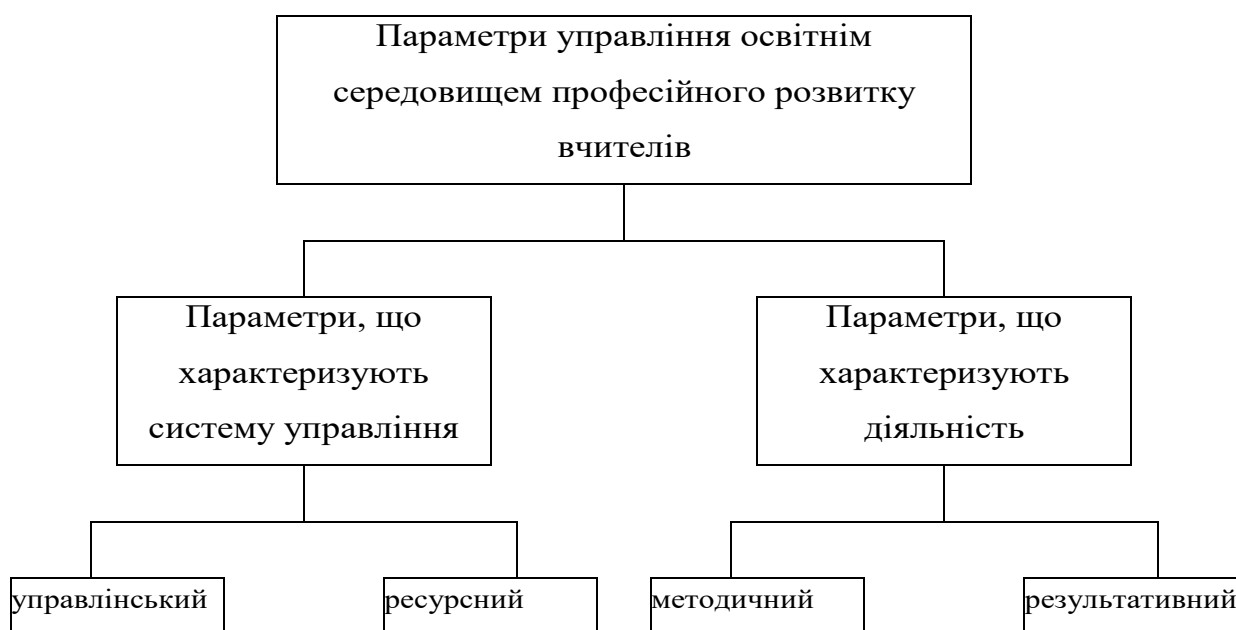 Параметри управління освітнім
середовищем професійного розвитку
вчителів
Параметри, що
характеризують
систему управління
Параметри, що
характеризують
діяльність
управлінський
ресурсний
методичний
результативний